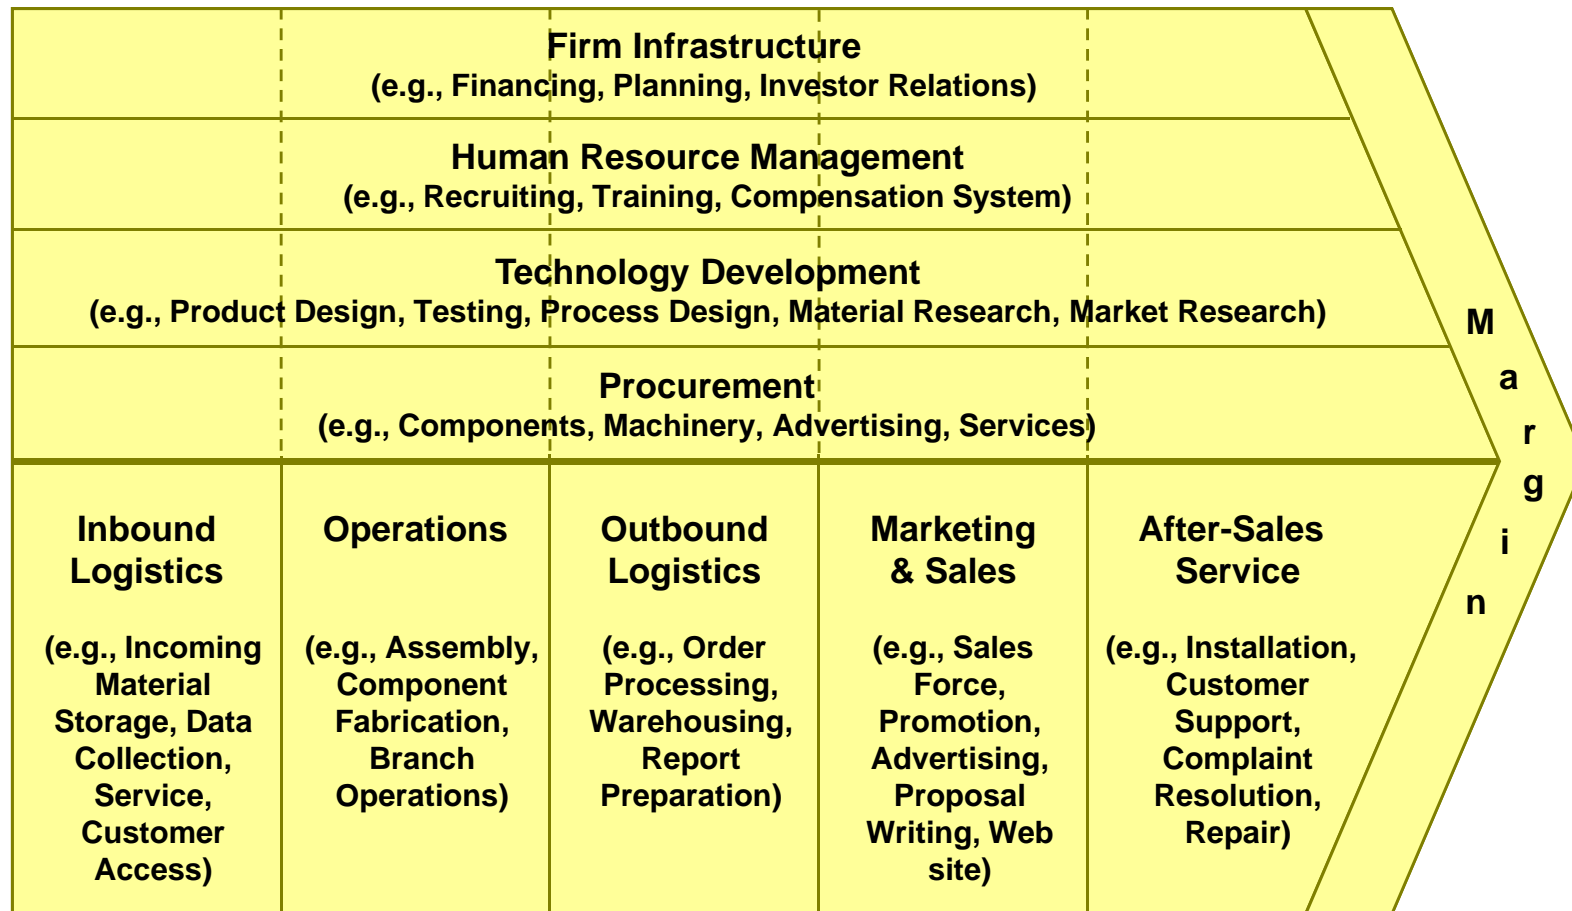 Firm Infrastructure
(e.g., Financing, Planning, Investor Relations)
Human Resource Management
(e.g., Recruiting, Training, Compensation System)
Technology Development
(e.g., Product Design, Testing, Process Design, Material Research, Market Research)
Procurement
(e.g., Components, Machinery, Advertising, Services)
Inbound
Logistics
(e.g., Incoming
Material
Storage, Data
Collection,
Service,
Customer
Access)
Operations
(e.g., Assembly,
Component
Fabrication,
Branch
Operations)
Outbound
Logistics
(e.g., Order
Processing,
Warehousing,
Report
Preparation)
Marketing
& Sales
(e.g., Sales
Force,
Promotion,
Advertising,
Proposal
Writing, Web
site)
After-Sales
Service
(e.g., Installation,
Customer
Support,
Complaint
Resolution,
Repair)
Margin